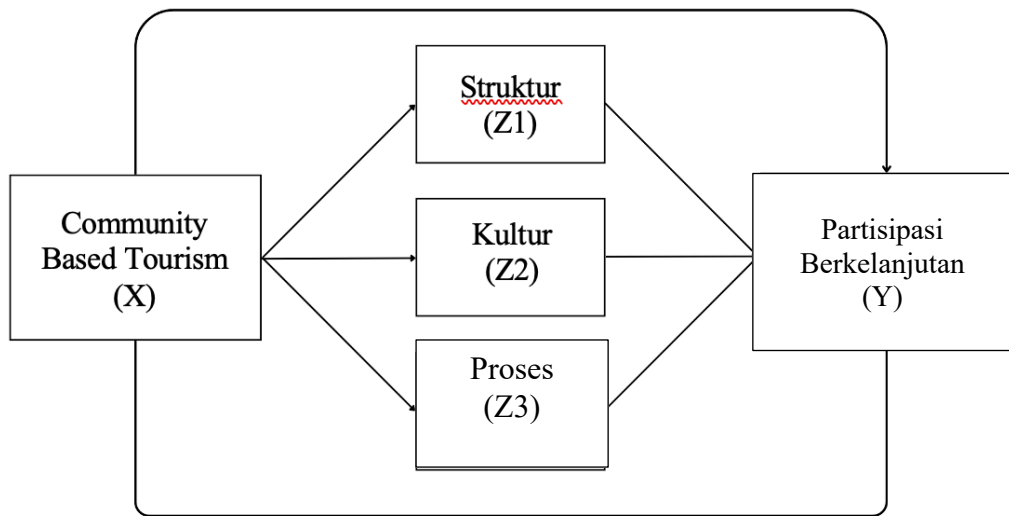 Struktur
(Z1)
Community
Based Tourism
(X)
Kultur
(Z2)
Partisipasi
Berkelanjutan
(Y)
Proses
(Z3)